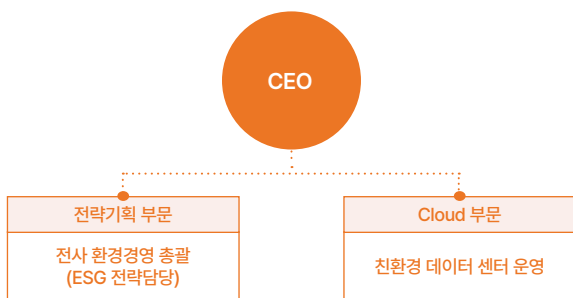 CEO
전략기획 부문
전사 환경경영 총괄
(ESG 전략담당)
Cloud 부문
친환경 데이터 센터 운영